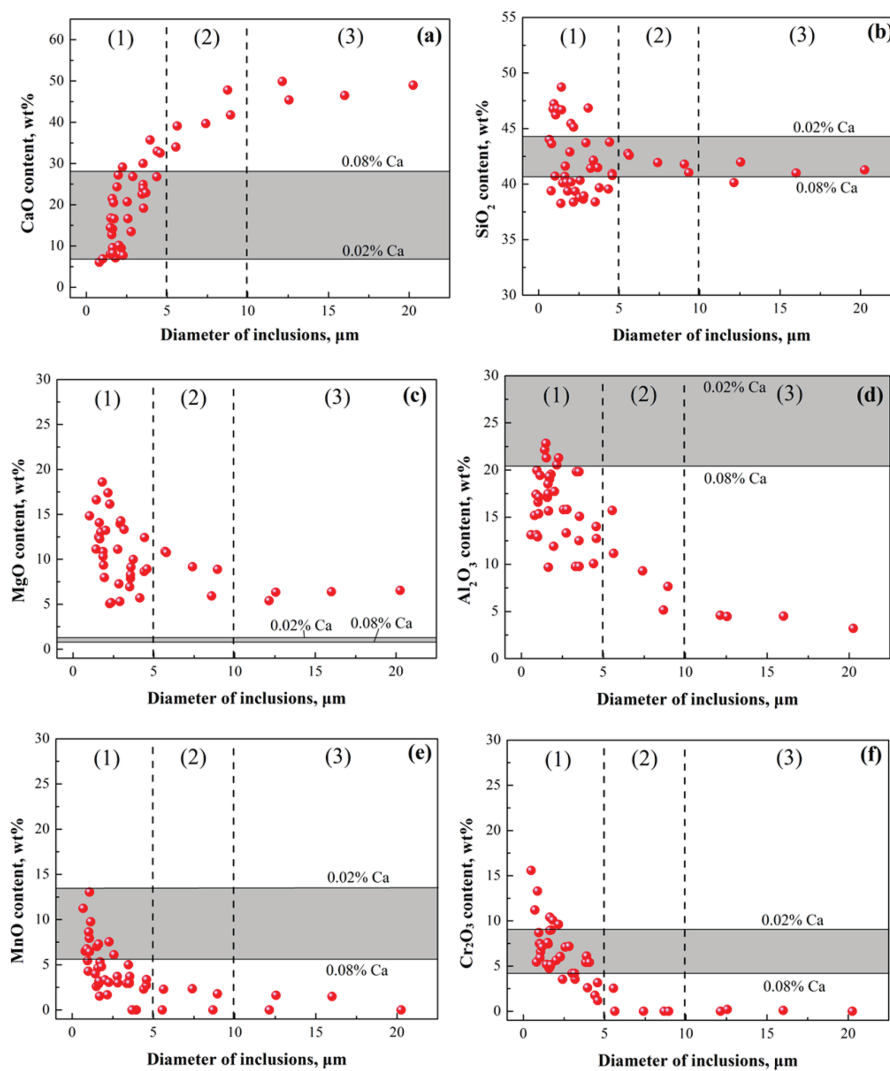 (1) (2) (3) (a)
60
50
40
30
20
10
0
0.08% Ca
0.02% Ca
CaO content, wt%
0 5 10 15 20
Diameter of inclusions, µm
(1) (2) (3) (b)
55
50
45
40
35
30
0.02% Ca
0.08% Ca
SiO₂ content, wt%
0 5 10 15 20
Diameter of inclusions, µm
(1) (2) (3) (c)
30
25
20
15
10
5
0
0.02% Ca 0.08% Ca
MgO content, wt%
0 5 10 15 20
Diameter of inclusions, µm
(1) (2) (3) (d)
30
25
20
15
10
5
0
0.02% Ca
0.08% Ca
Al₂O₃ content, wt%
0 5 10 15 20
Diameter of inclusions, µm
(1) (2) (3) (e)
30
25
20
15
10
5
0
0.02% Ca
0.08% Ca
MnO content, wt%
0 5 10 15 20
Diameter of inclusions, µm
(1) (2) (3) (f)
30
25
20
15
10
5
0
0.02% Ca
0.08% Ca
Cr₂O₃ content, wt%
0 5 10 15 20
Diameter of inclusions, µm